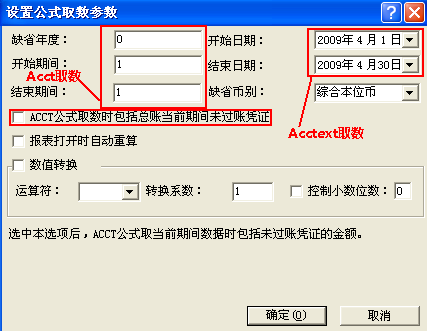 设置公式取数参数
缺省年度： 0 开始日期： 2009年 4月 1日
开始期间： 1 结束日期： 2009年 4月30日
Acct取数
结束期间： 1 缺省币别： 综合本位币
ACCT公式取数时包括总账当前期间未过账凭证
Acctext取数
报表打开时自动重算
数值转换
运算符： 转换系数： 1 控制小数位数： 0
选中本选项后，ACCT公式取当前期间数据时包括未过账凭证的金额。
确定(O) 取消